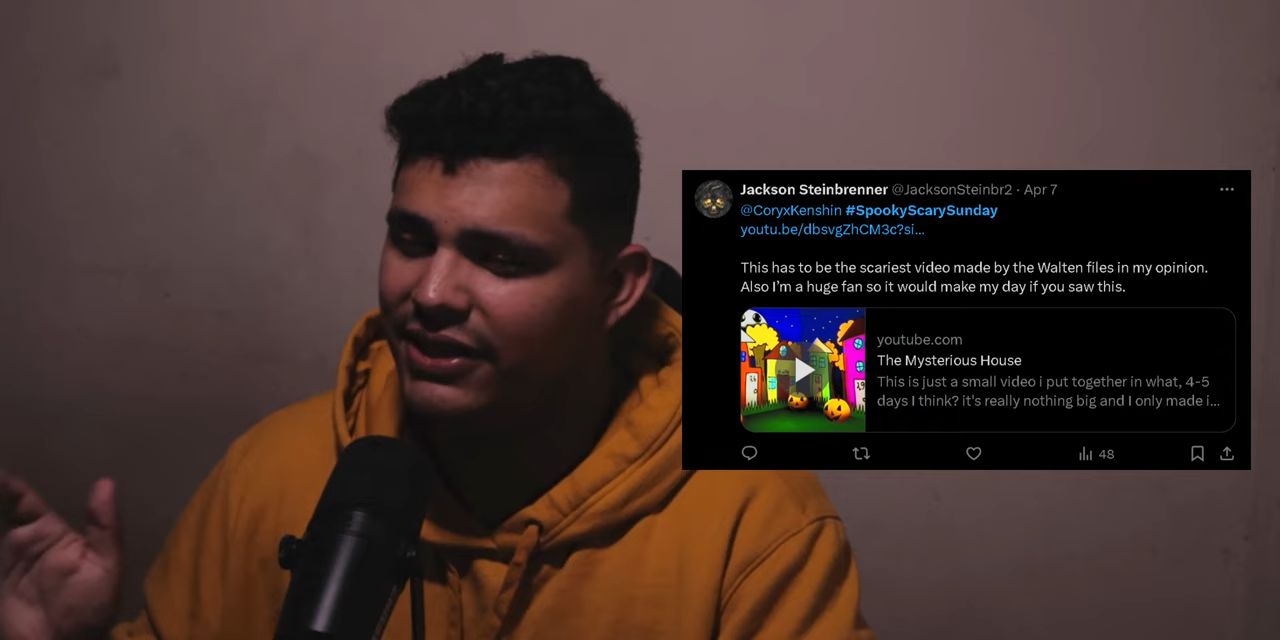 Jackson Steinbrenner @JacksonSteinbr2 · Apr 7
@CoryxKenshin #SpookyScarySunday
youtu.be/dbsvgZhCM3c?si...
This has to be the scariest video made by the Walten files in my opinion.
Also I’m a huge fan so it would make my day if you saw this.
youtube.com
The Mysterious House
This is just a small video i put together in what, 4-5
days I think? it's really nothing big and I only made i...
48